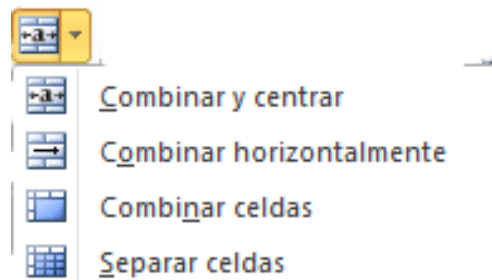 a
a
Combinar y centrar
Combinar horizontalmente
Combinar celdas
Separar celdas